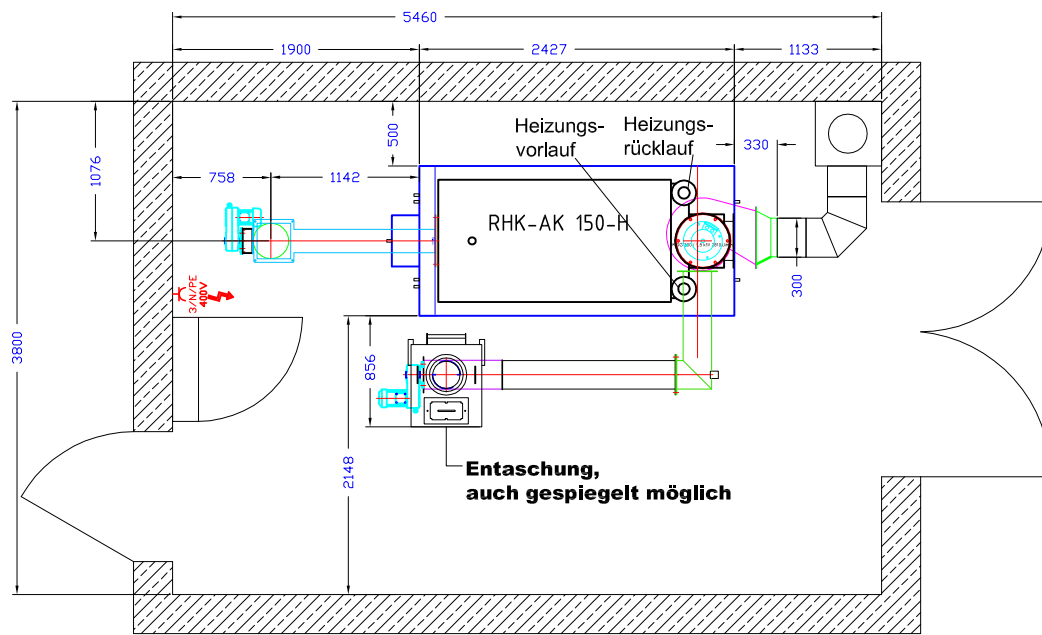 5460
1900
2427
1133
500
Heizungs-
vorlauf
Heizungs-
rücklauf
330
1076
758
1142
RHK-AK 150-H
300
3/N/PE
400V
3800
856
2148
Entaschung,
auch gespiegelt möglich